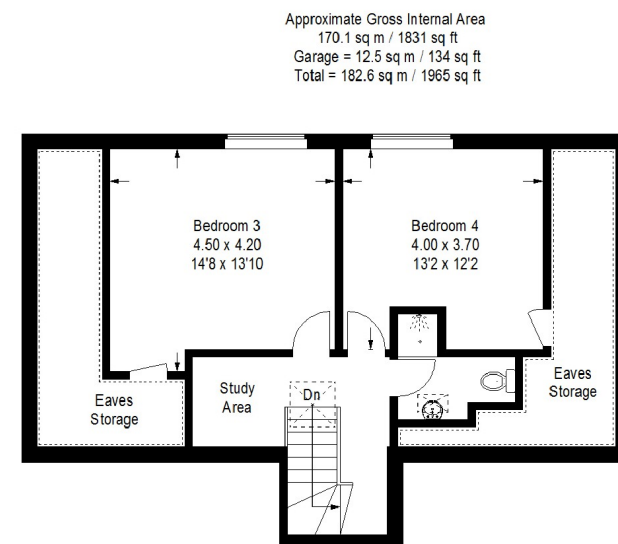 Approximate Gross Internal Area
170.1 sq m / 1831 sq ft
Garage = 12.5 sq m / 134 sq ft
Total = 182.6 sq m / 1965 sq ft
Bedroom 3
4.50 x 4.20
14'8 x 13'10
Bedroom 4
4.00 x 3.70
13'2 x 12'2
Eaves
Storage
Study
Area
Dn
Eaves
Storage